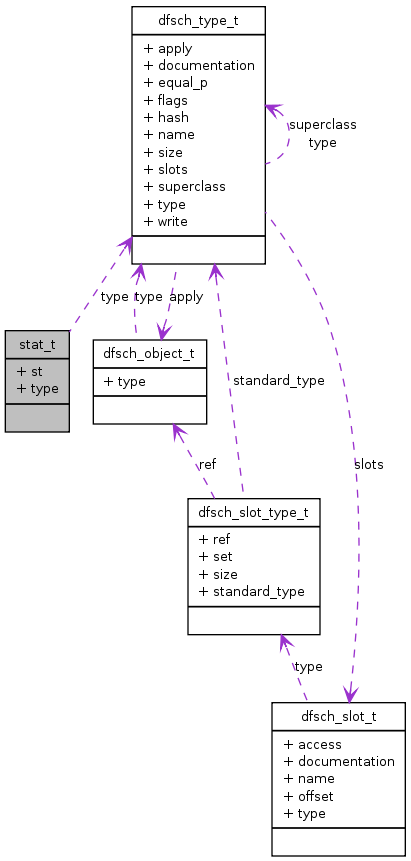 dfsch_type_t
+ apply
+ documentation
+ equal_p
+ flags
+ hash
+ name
+ size
+ slots
+ superclass
+ type
+ write
superclass
type
type
type
apply
stat_t
+ st
+ type
dfsch_object_t
+ type
standard_type
ref
slots
dfsch_slot_type_t
+ ref
+ set
+ size
+ standard_type
type
dfsch_slot_t
+ access
+ documentation
+ name
+ offset
+ type